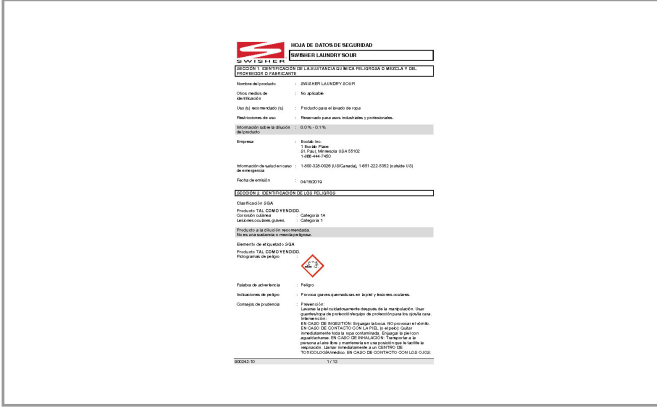 HOJA DE DATOS DE SEGURIDAD
SWISHER LAUNDRY SOUR
SWISHER
SECCIÓN 1. IDENTIFICACIÓN DE LA SUSTANCIA QUÍMICA PELIGROSA O MEZCLA Y DEL
PROVEEDOR O FABRICANTE
Nombre del producto : SWISHER LAUNDRY SOUR
Otros medios de : No aplicable
identificación
Uso(s) recomendado(s) : Producto para el lavado de ropa
Restricciones de uso : Reservado para usos industriales y profesionales.
Información sobre la dilución : 0.0 % - 0.1 %
del producto
Empresa : Ecolab Inc.
1 Ecolab Place
St. Paul, Minnesota USA 55102
1-866-444-7450
Información de salud en caso : 1-800-328-0026 (US/Canada), 1-651-222-5352 (outside US)
de emergencia
Fecha de emisión : 04/16/2019
SECCIÓN 2. IDENTIFICACIÓN DE LOS PELIGROS
Clasificación SGA
Producto TAL COMO VENDIDO.
Corrosión cutánea : Categoría 1A
Lesiones oculares graves : Categoría 1
Producto a la dilución recomendada.
No es una sustancia o mezcla peligrosa.
Elemento de etiquetado SGA
Producto TAL COMO VENDIDO.
Pictogramas de peligro :
Palabra de advertencia : Peligro
Indicaciones de peligro : Provoca graves quemaduras en la piel y lesiones oculares.
Consejos de prudencia : Prevención:
Lavarse la piel cuidadosamente después de la manipulación. Usar
guantes/ropa de protección/equipo de protección para los ojos/la cara.
Intervención:
EN CASO DE INGESTIÓN: Enjuagar la boca. NO provocar el vómito.
EN CASO DE CONTACTO CON LA PIEL (o el pelo): Quitar
inmediatamente toda la ropa contaminada. Enjuagar la piel con
agua/ducharse. EN CASO DE INHALACIÓN: Transportar a la
persona al aire libre y mantenerla en una posición que le facilite la
respiración. Llamar inmediatamente a un CENTRO DE
TOXICOLOGÍA/médico. EN CASO DE CONTACTO CON LOS OJOS:
900242-10 1 / 12